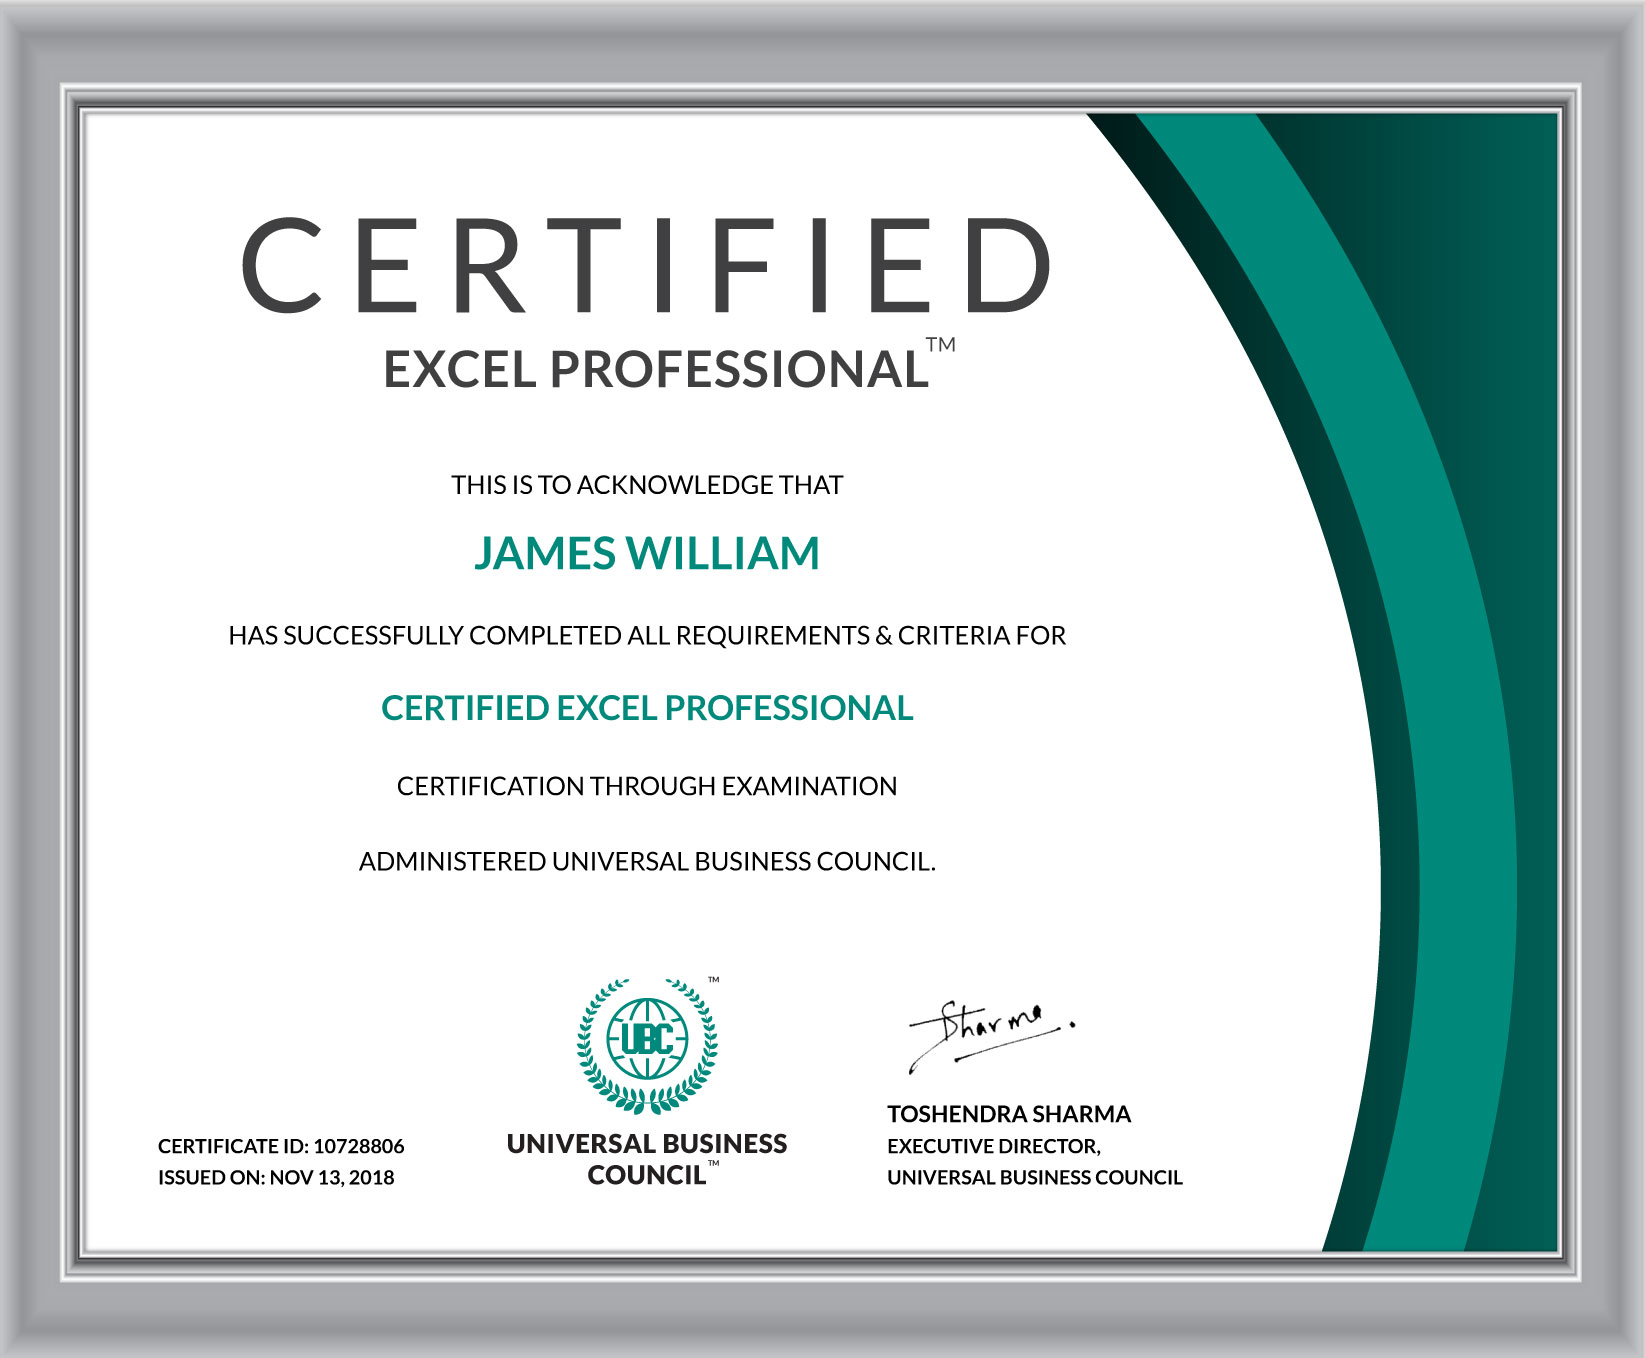 CERTIFIED
EXCEL PROFESSIONAL™
THIS IS TO ACKNOWLEDGE THAT
JAMES WILLIAM
HAS SUCCESSFULLY COMPLETED ALL REQUIREMENTS & CRITERIA FOR
CERTIFIED EXCEL PROFESSIONAL
CERTIFICATION THROUGH EXAMINATION
ADMINISTERED UNIVERSAL BUSINESS COUNCIL.
CERTIFICATE ID: 10728806
ISSUED ON: NOV 13, 2018
™
UBC
UNIVERSAL BUSINESS
COUNCIL™
Sharma.
TOSHENDRA SHARMA
EXECUTIVE DIRECTOR,
UNIVERSAL BUSINESS COUNCIL